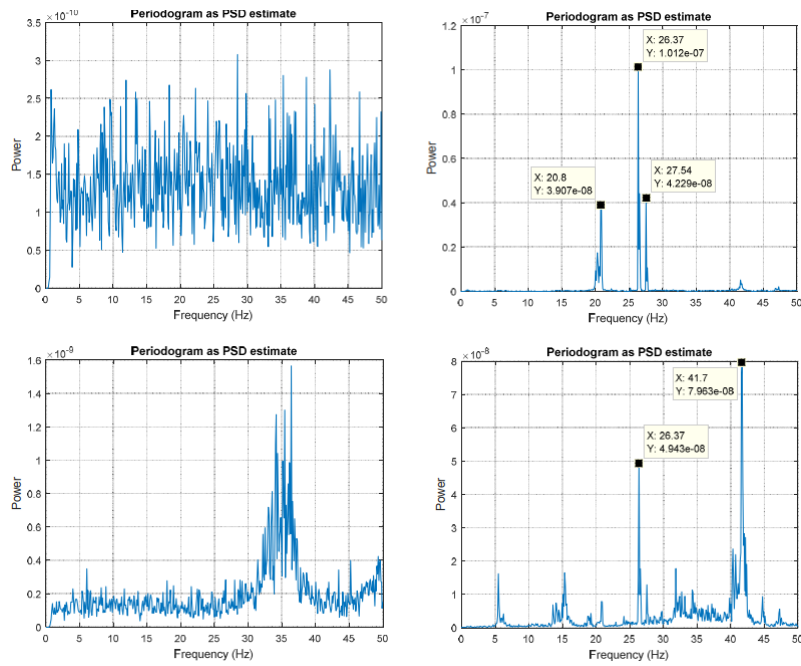 Periodogram as PSD estimate
×10⁻¹⁰
3.5
3
2.5
2
1.5
1
0.5
0
Power
0 5 10 15 20 25 30 35 40 45 50
Frequency (Hz)
Periodogram as PSD estimate
×10⁻⁷
1.2
1
0.8
0.6
0.4
0.2
0
Power
X: 26.37
Y: 1.012e-07
X: 20.8
Y: 3.907e-08
X: 27.54
Y: 4.229e-08
0 5 10 15 20 25 30 35 40 45 50
Frequency (Hz)
Periodogram as PSD estimate
×10⁻⁹
1.6
1.4
1.2
1
0.8
0.6
0.4
0.2
0
Power
0 5 10 15 20 25 30 35 40 45 50
Frequency (Hz)
Periodogram as PSD estimate
×10⁻⁸
8
7
6
5
4
3
2
1
0
Power
X: 41.7
Y: 7.963e-08
X: 26.37
Y: 4.943e-08
0 5 10 15 20 25 30 35 40 45 50
Frequency (Hz)